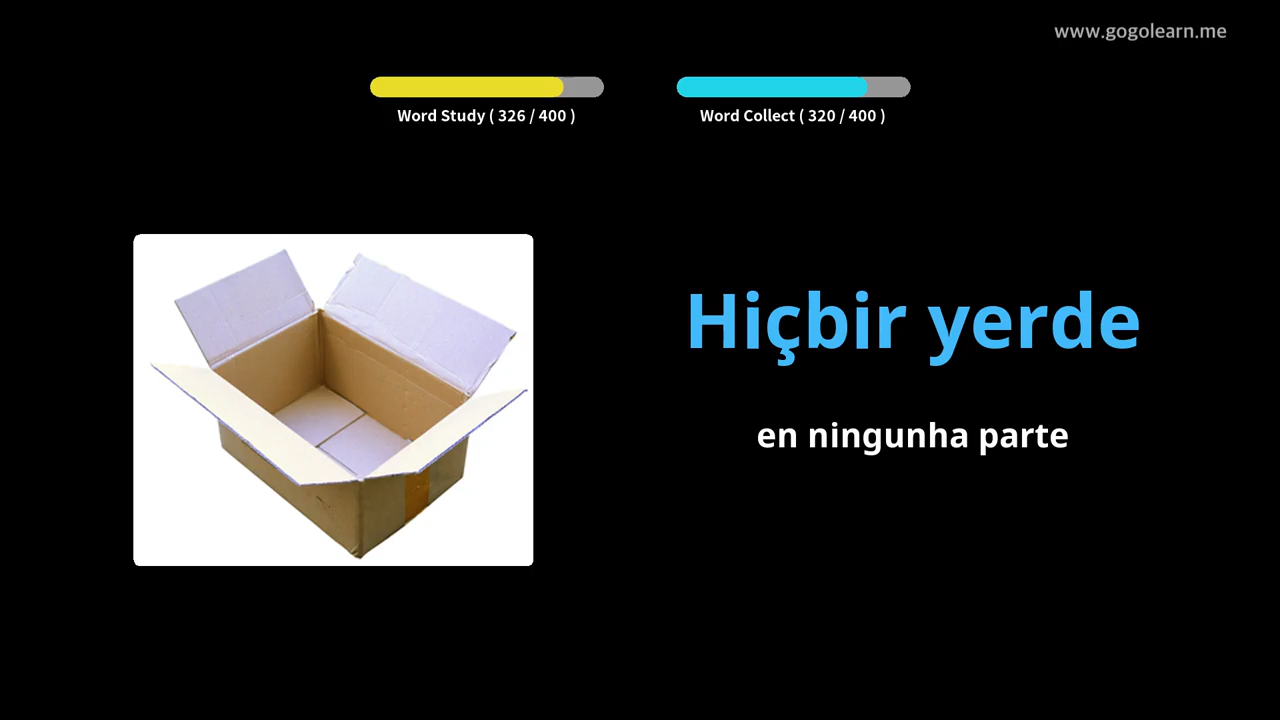 www.gogolearn.me
Word Study ( 326 / 400 )
Word Collect ( 320 / 400 )
Hiçbir yerde
en ningunha parte